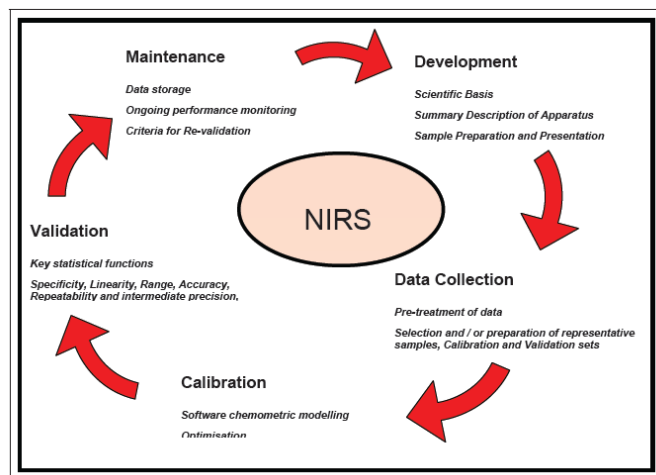 Maintenance
Data storage
Ongoing performance monitoring
Criteria for Re-validation
Development
Scientific Basis
Summary Description of Apparatus
Sample Preparation and Presentation
NIRS
Validation
Key statistical functions
Specificity, Linearity, Range, Accuracy,
Repeatability and intermediate precision,
Data Collection
Pre-treatment of data
Selection and / or preparation of representative
samples, Calibration and Validation sets
Calibration
Software chemometric modelling
Optimisation